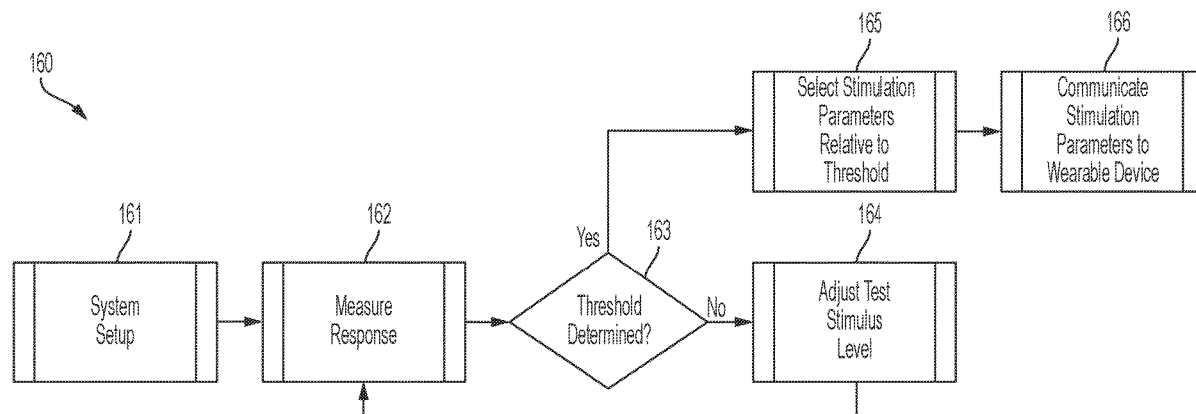 165
166
160
Select Stimulation
Parameters
Relative to
Threshold
Communicate
Stimulation
Parameters to
Wearable Device
161
162
Yes
163
164
System
Setup
Measure
Response
Threshold
Determined?
No
Adjust Test
Stimulus
Level